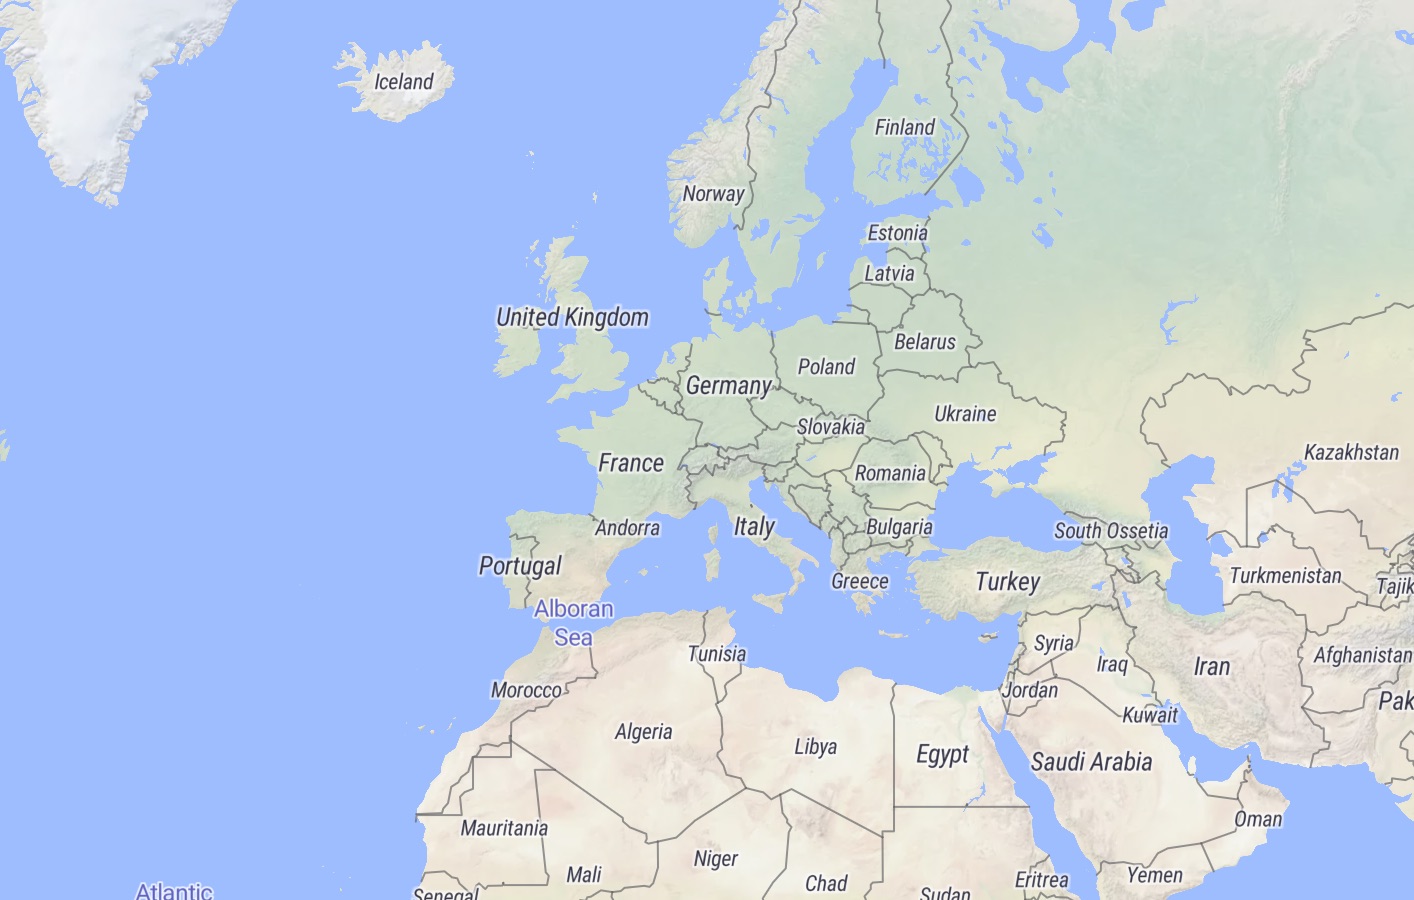 Iceland
Finland
Norway
Estonia
Latvia
United Kingdom
Belarus
Poland
Germany
Ukraine
Slovakia
France
Kazakhstan
Romania
Andorra
Italy
Bulgaria
South Ossetia
Portugal
Greece
Turkey
Turkmenistan
Tajik
Alboran
Sea
Tunisia
Syria
Iraq
Iran
Afghanistan
Morocco
Jordan
Kuwait
Pak
Algeria
Libya
Egypt
Saudi Arabia
Mauritania
Oman
Niger
Mali
Chad
Eritrea
Yemen
Atlantic
Senegal
Sudan